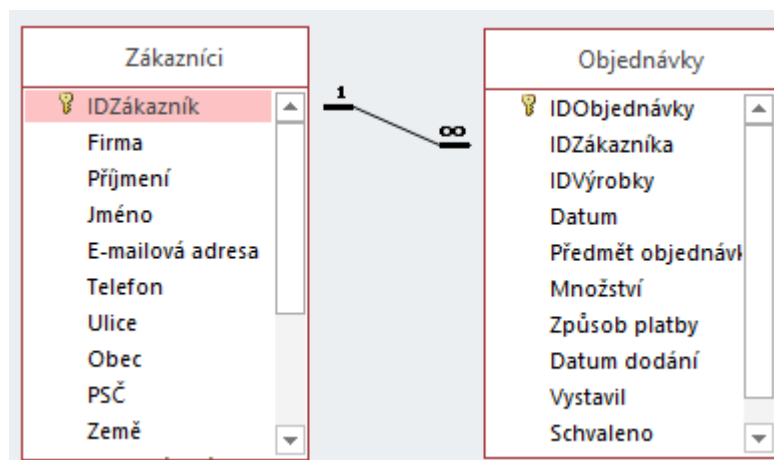 Zákazníci
IDZákazník
Firma
Příjmení
Jméno
E-mailová adresa
Telefon
Ulice
Obec
PSČ
Země
1
∞
Objednávky
IDObjednávky
IDZákazníka
IDVýrobky
Datum
Předmět objednávk
Množství
Způsob platby
Datum dodání
Vystavil
Schvaleno